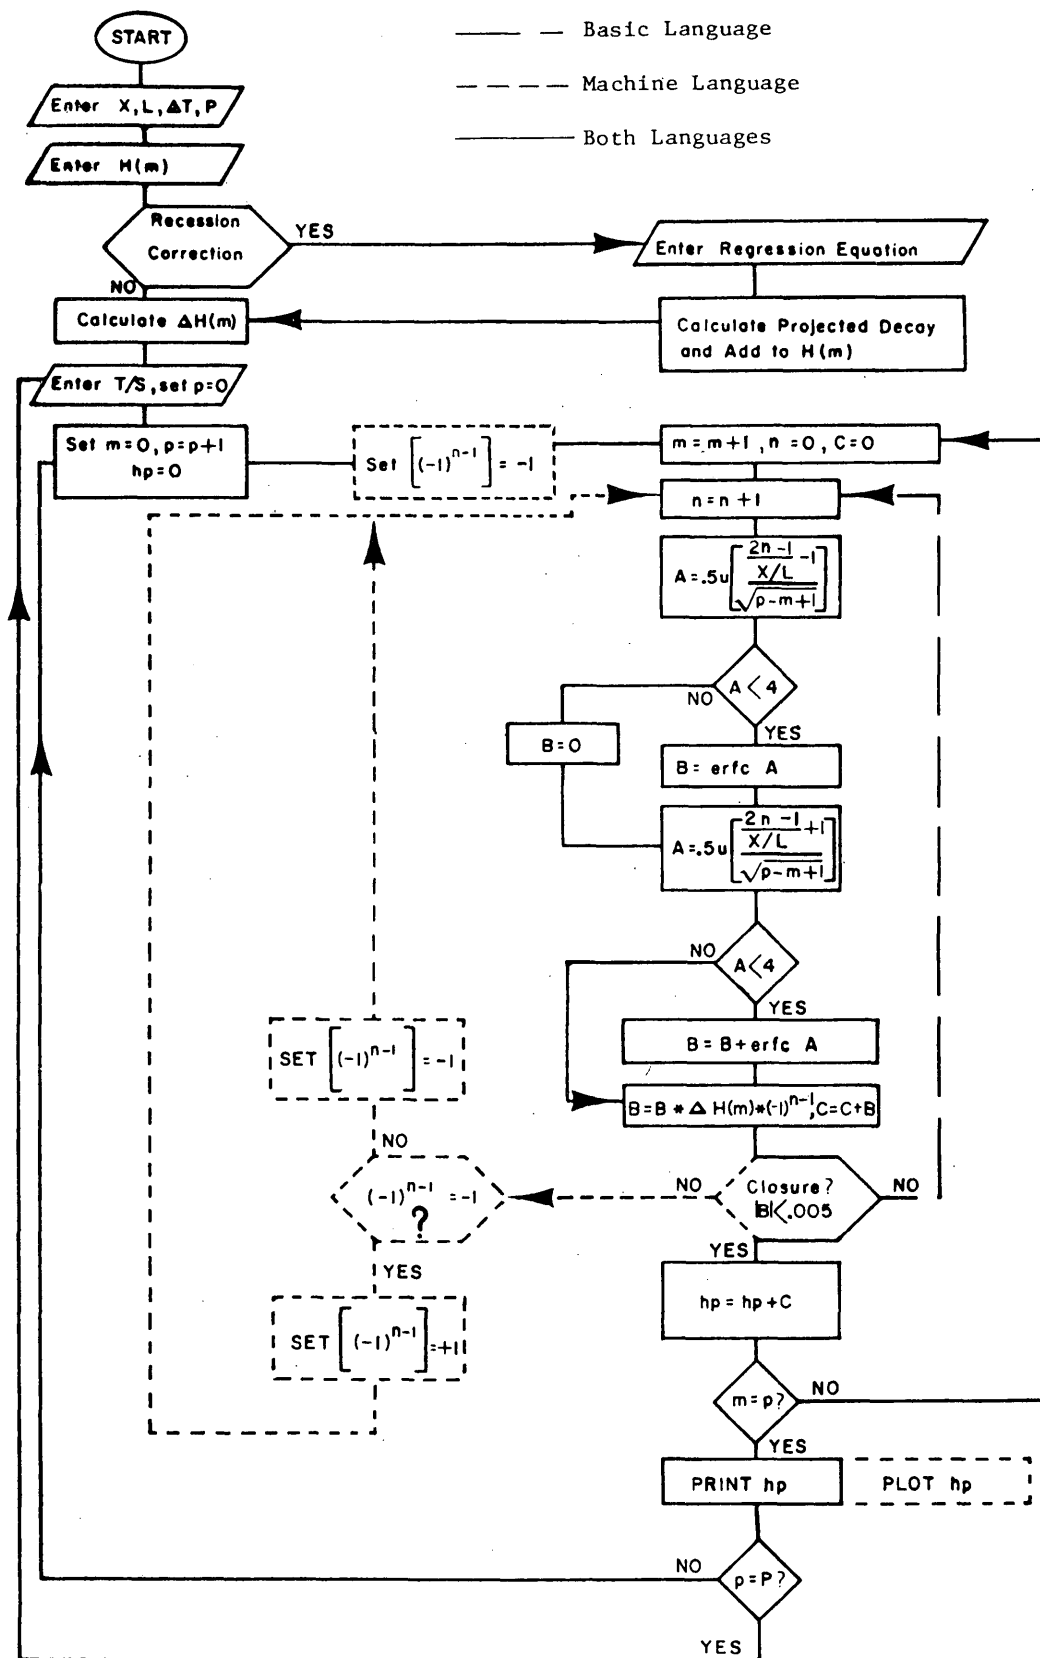 START
Basic Language
Machine Language
Both Languages
Enter X, L, ΔT, P
Enter H(m)
Recession
Correction
YES
NO
Enter Regression Equation
Calculate ΔH(m)
Calculate Projected Decay
and Add to H(m)
Enter T/S, set p=0
Set m=0, p=p+1
hp=0
Set [(-1)^{n-1}] = -1
m=m+1, n=0, C=0
n=n+1
A=.5u[((2n-1)/(X/L) -1)/√(p-m+1)]
A<4
NO
YES
B=0
B= erfc A
A=.5u[((2n-1)/(X/L) +1)/√(p-m+1)]
A<4
NO
YES
B=B+erfc A
B=B*ΔH(m)*(-1)^{n-1}, C=C+B
SET [(-1)^{n-1}] = -1
NO
(-1)^{n-1} = -1
?
YES
NO
Closure?
|B|<.005
NO
YES
SET [(-1)^{n-1}] = +1
hp=hp+C
m=p?
NO
YES
PRINT hp
PLOT hp
NO
p=P?
YES